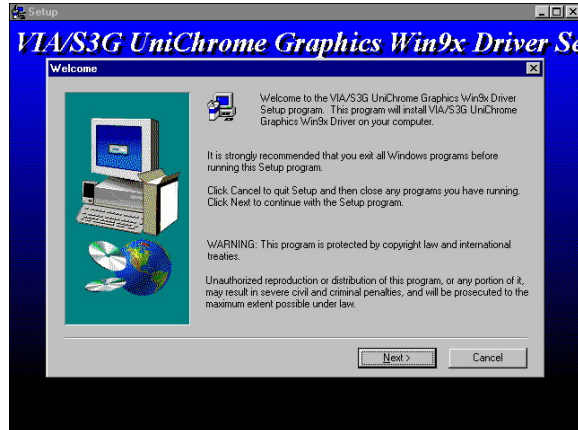 Setup
VIA/S3G UniChrome Graphics Win9x Driver Se
Welcome
Welcome to the VIA/S3G UniChrome Graphics Win9x Driver
Setup program. This program will install VIA/S3G UniChrome
Graphics Win9x Driver on your computer.
It is strongly recommended that you exit all Windows programs before
running this Setup program.
Click Cancel to quit Setup and then close any programs you have running.
Click Next to continue with the Setup program.
WARNING: This program is protected by copyright law and international
treaties.
Unauthorized reproduction or distribution of this program, or any portion of it,
may result in severe civil and criminal penalties, and will be prosecuted to the
maximum extent possible under law.
Next > Cancel